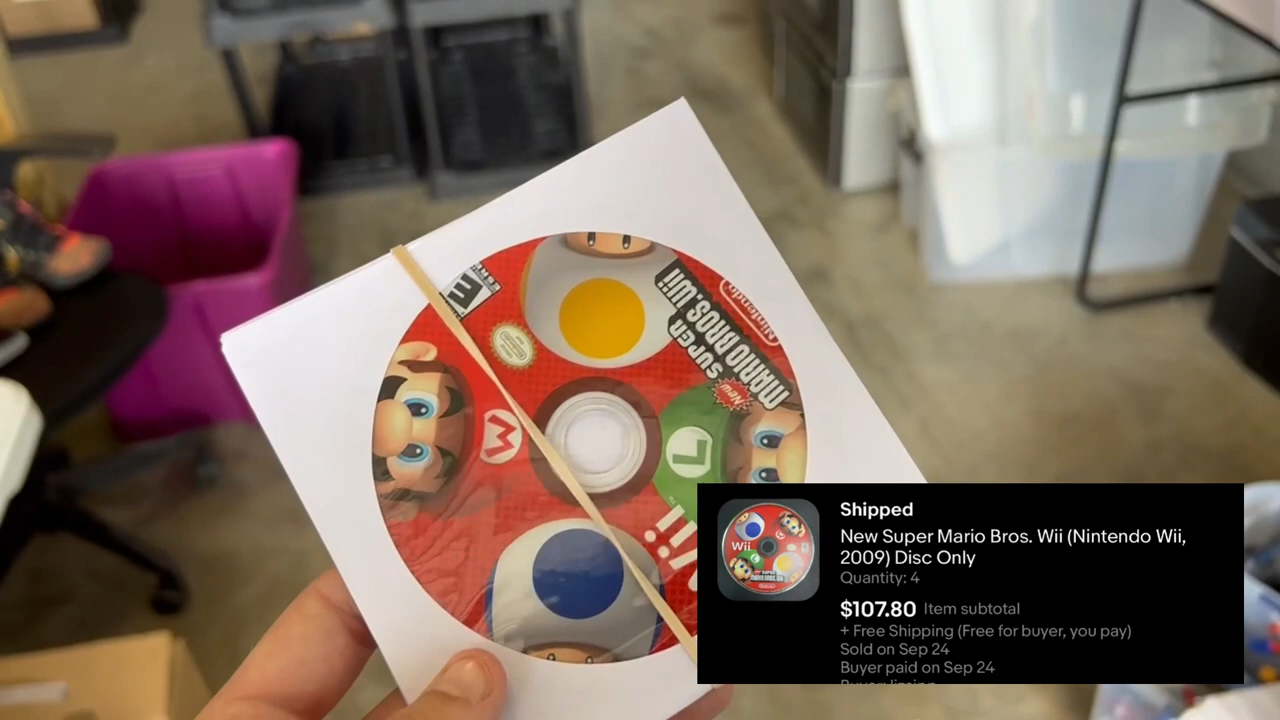 E
Nintendo
New
SUPER
MARIO BROS. Wii
M
L
Wii
Shipped
New Super Mario Bros. Wii (Nintendo Wii,
2009) Disc Only
Quantity: 4
$107.80 Item subtotal
+ Free Shipping (Free for buyer, you pay)
Sold on Sep 24
Buyer paid on Sep 24